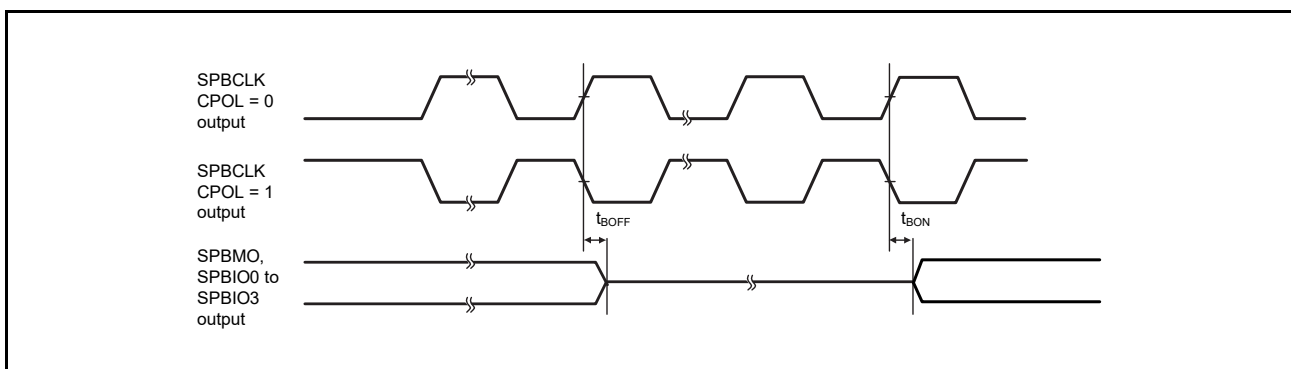 SPBCLK
CPOL = 0
output
SPBCLK
CPOL = 1
output
tBOFF
tBON
SPBMO,
SPBIO0 to
SPBIO3
output